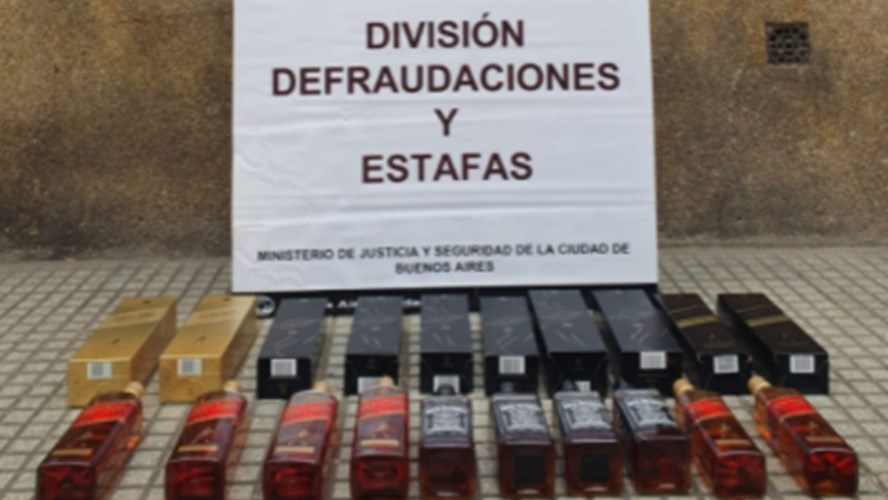 DIVISIÓN
DEFRAUDACIONES
Y
ESTAFAS
MINISTERIO DE JUSTICIA Y SEGURIDAD DE LA CIUDAD DE
BUENOS AIRES